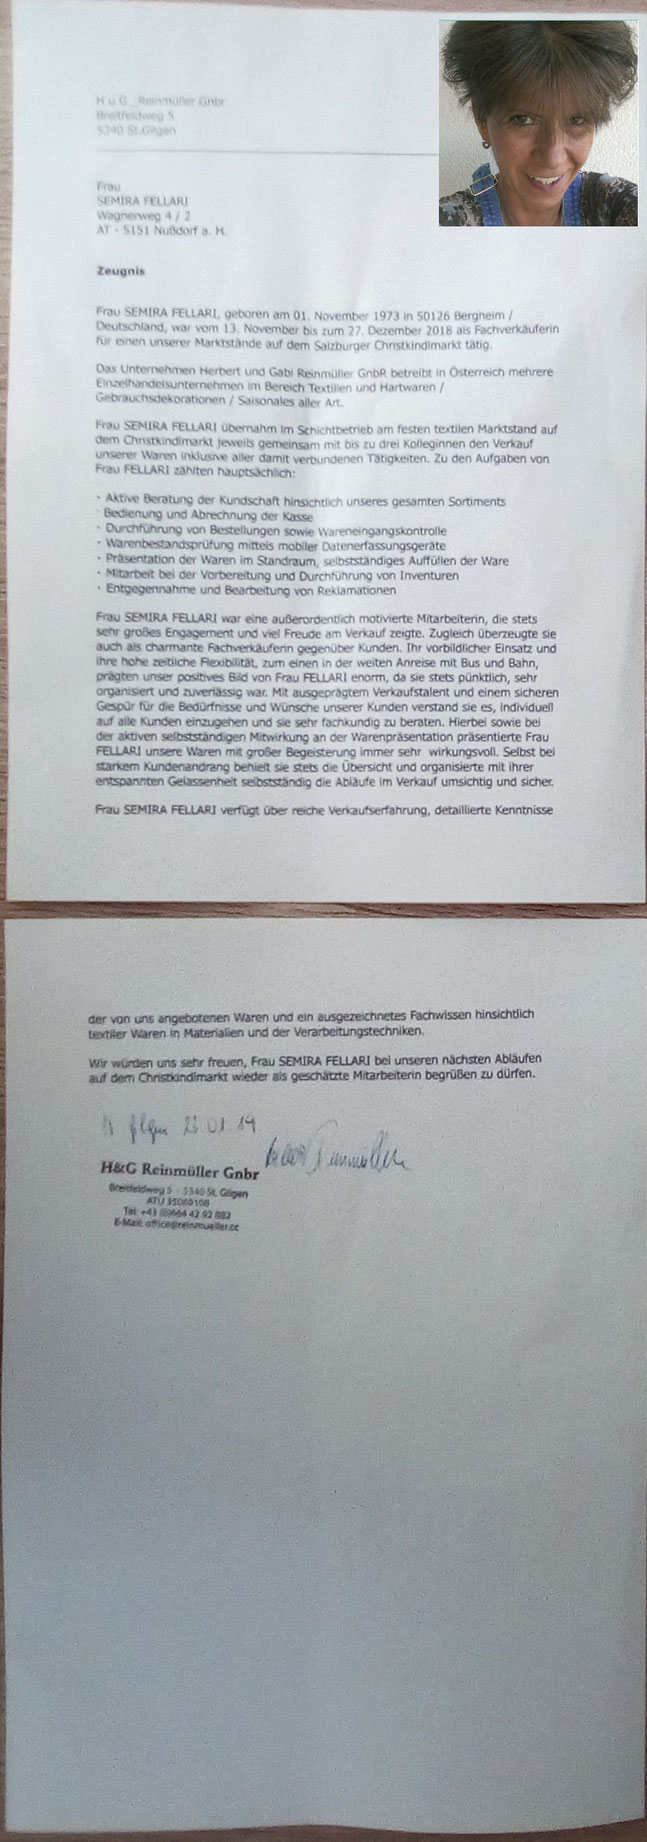 H u G _Reinmüller Gnbr
Breitfeldweg 5
5340 St.Gilgen
Frau
SEMIRA FELLARI
Wagnerweg 4 / 2
AT - 5151 Nußdorf a. H.
Zeugnis
Frau SEMIRA FELLARI, geboren am 01. November 1973 in 50126 Bergheim /
Deutschland, war vom 13. November bis zum 27. Dezember 2018 als Fachverkäuferin
für einen unserer Marktstände auf dem Salzburger Christkindlmarkt tätig.
Das Unternehmen Herbert und Gabi Reinmüller GnbR betreibt in Österreich mehrere
Einzelhandelsunternehmen im Bereich Textilien und Hartwaren /
Gebrauchsdekorationen / Saisonales aller Art.
Frau SEMIRA FELLARI übernahm im Schichtbetrieb am festen textilen Marktstand auf
dem Christkindlmarkt jeweils gemeinsam mit bis zu drei Kolleginnen den Verkauf
unserer Waren inklusive aller damit verbundenen Tätigkeiten. Zu den Aufgaben von
Frau FELLARI zählten hauptsächlich:
· Aktive Beratung der Kundschaft hinsichtlich unseres gesamten Sortiments
· Bedienung und Abrechnung der Kasse
· Durchführung von Bestellungen sowie Wareneingangskontrolle
· Warenbestandsprüfung mittels mobiler Datenerfassungsgeräte
· Präsentation der Waren im Standraum, selbstständiges Auffüllen der Ware
· Mitarbeit bei der Vorbereitung und Durchführung von Inventuren
· Entgegennahme und Bearbeitung von Reklamationen
Frau SEMIRA FELLARI war eine außerordentlich motivierte Mitarbeiterin, die stets
sehr großes Engagement und viel Freude am Verkauf zeigte. Zugleich überzeugte sie
auch als charmante Fachverkäuferin gegenüber Kunden. Ihr vorbildlicher Einsatz und
ihre hohe zeitliche Flexibilität, zum einen in der weiten Anreise mit Bus und Bahn,
prägten unser positives Bild von Frau FELLARI enorm, da sie stets pünktlich, sehr
organisiert und zuverlässig war. Mit ausgeprägtem Verkaufstalent und einem sicheren
Gespür für die Bedürfnisse und Wünsche unserer Kunden verstand sie es, individuell
auf alle Kunden einzugehen und sie sehr fachkundig zu beraten. Hierbei sowie bei
der aktiven selbstständigen Mitwirkung an der Warenpräsentation präsentierte Frau
FELLARI unsere Waren mit großer Begeisterung immer sehr wirkungsvoll. Selbst bei
starkem Kundenandrang behielt sie stets die Übersicht und organisierte mit ihrer
entspannten Gelassenheit selbstständig die Abläufe im Verkauf umsichtig und sicher.
Frau SEMIRA FELLARI verfügt über reiche Verkaufserfahrung, detaillierte Kenntnisse
der von uns angebotenen Waren und ein ausgezeichnetes Fachwissen hinsichtlich
textiler Waren in Materialien und der Verarbeitungstechniken.
Wir würden uns sehr freuen, Frau SEMIRA FELLARI bei unseren nächsten Abläufen
auf dem Christkindlmarkt wieder als geschätzte Mitarbeiterin begrüßen zu dürfen.
Reinmüller
H&G Reinmüller Gnbr
Breitfeldweg 5 - 5340 St. Gilgen
Tel: +43 (0)664 42 92 882
E-Mail: office@reinmueller.cc